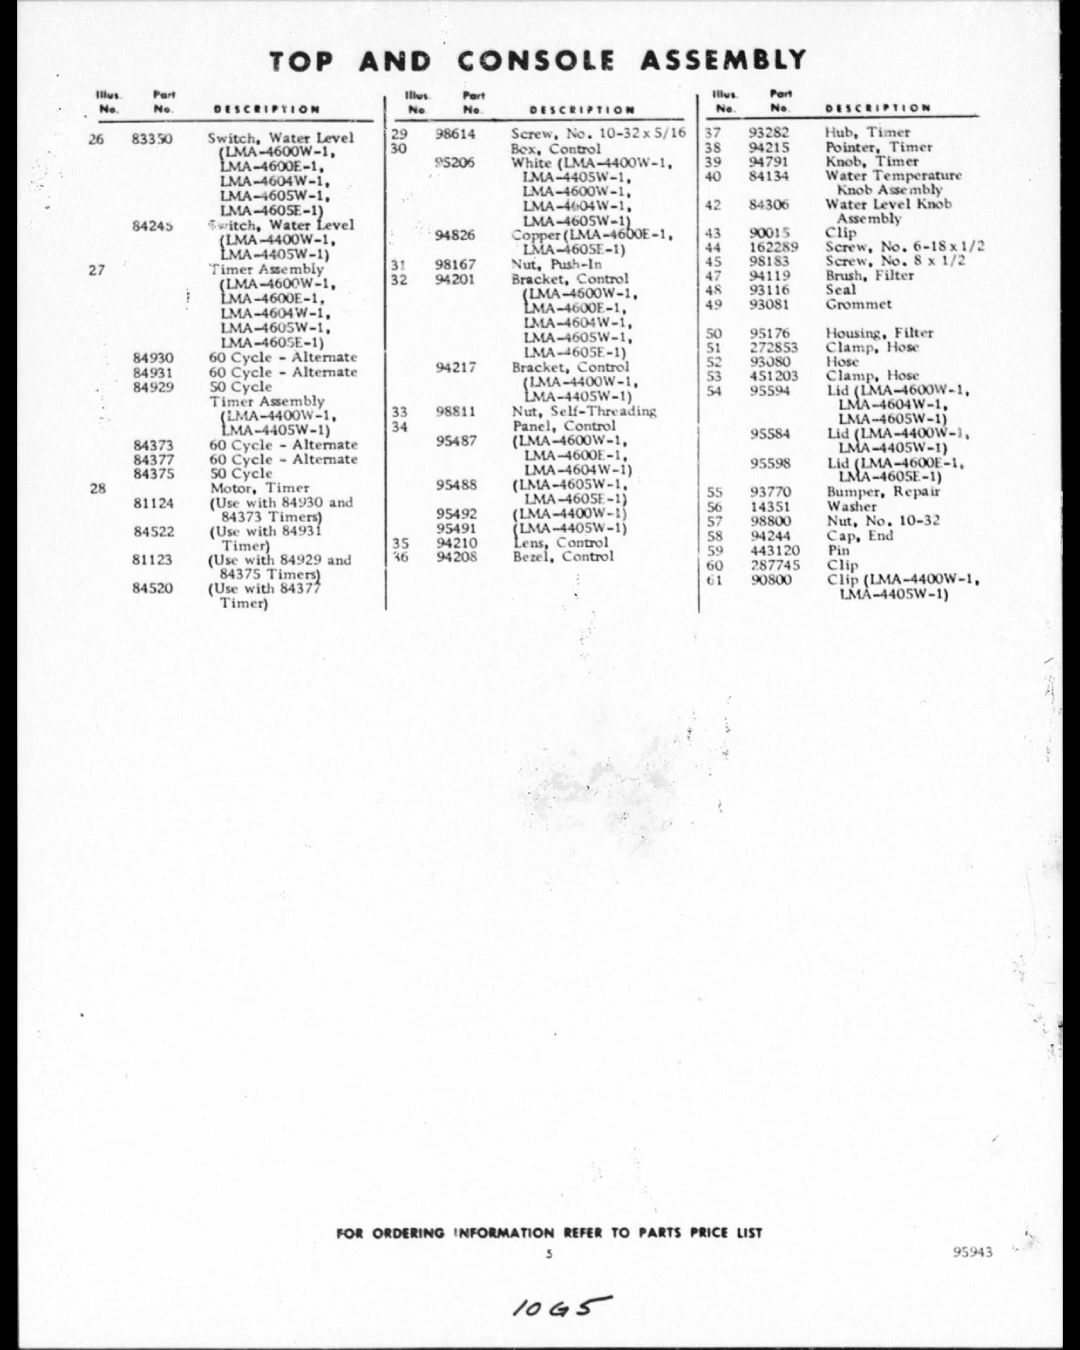 TOP AND CONSOLE ASSEMBLY
Illus. No. Part No. DESCRIPTION
26 83350 Switch, Water Level
(LMA-4600W-1,
LMA-4600E-1,
LMA-4604W-1,
LMA-4605W-1,
LMA-4605E-1)
84245 Switch, Water Level
(LMA-4400W-1,
LMA-4405W-1)
27 Timer Assembly
(LMA-4600W-1,
LMA-4600E-1,
LMA-4604W-1,
LMA-4605W-1,
LMA-4605E-1)
84930 60 Cycle - Alternate
84931 60 Cycle - Alternate
84929 50 Cycle
Timer Assembly
(LMA-4400W-1,
LMA-4405W-1)
84373 60 Cycle - Alternate
84377 60 Cycle - Alternate
84375 50 Cycle
28 Motor, Timer
81124 (Use with 84930 and
84373 Timers)
84522 (Use with 84931
Timer)
81123 (Use with 84929 and
84375 Timers)
84520 (Use with 84377
Timer)
Illus. No. Part No. DESCRIPTION
29 98614 Screw, No. 10-32 x 5/16
30 Box, Control
95206 White (LMA-4400W-1,
LMA-4405W-1,
LMA-4600W-1,
LMA-4604W-1,
LMA-4605W-1)
94826 Copper (LMA-4600E-1,
LMA-4605E-1)
31 98167 Nut, Push-In
32 94201 Bracket, Control
(LMA-4600W-1,
LMA-4600E-1,
LMA-4604W-1,
LMA-4605W-1,
LMA-4605E-1)
94217 Bracket, Control
(LMA-4400W-1,
LMA-4405W-1)
33 98811 Nut, Self-Threading
34 Panel, Control
95487 (LMA-4600W-1,
LMA-4600E-1,
LMA-4604W-1)
95488 (LMA-4605W-1,
LMA-4605E-1)
95492 (LMA-4400W-1)
95491 (LMA-4405W-1)
35 94210 Lens, Control
36 94208 Bezel, Control
Illus. No. Part No. DESCRIPTION
37 93282 Hub, Timer
38 94215 Pointer, Timer
39 94791 Knob, Timer
40 84134 Water Temperature
Knob Assembly
42 84306 Water Level Knob
Assembly
43 90015 Clip
44 162289 Screw, No. 6-18 x 1/2
45 98183 Screw, No. 8 x 1/2
47 94119 Brush, Filter
48 93116 Seal
49 93081 Grommet
50 95176 Housing, Filter
51 272853 Clamp, Hose
52 93080 Hose
53 451203 Clamp, Hose
54 95594 Lid (LMA-4600W-1,
LMA-4604W-1,
LMA-4605W-1)
95584 Lid (LMA-4400W-1,
LMA-4405W-1)
95598 Lid (LMA-4600E-1,
LMA-4605E-1)
55 93770 Bumper, Repair
56 14351 Washer
57 98800 Nut, No. 10-32
58 94244 Cap, End
59 443120 Pin
60 287745 Clip
61 90800 Clip (LMA-4400W-1,
LMA-4405W-1)
FOR ORDERING INFORMATION REFER TO PARTS PRICE LIST
5
95943
10G5